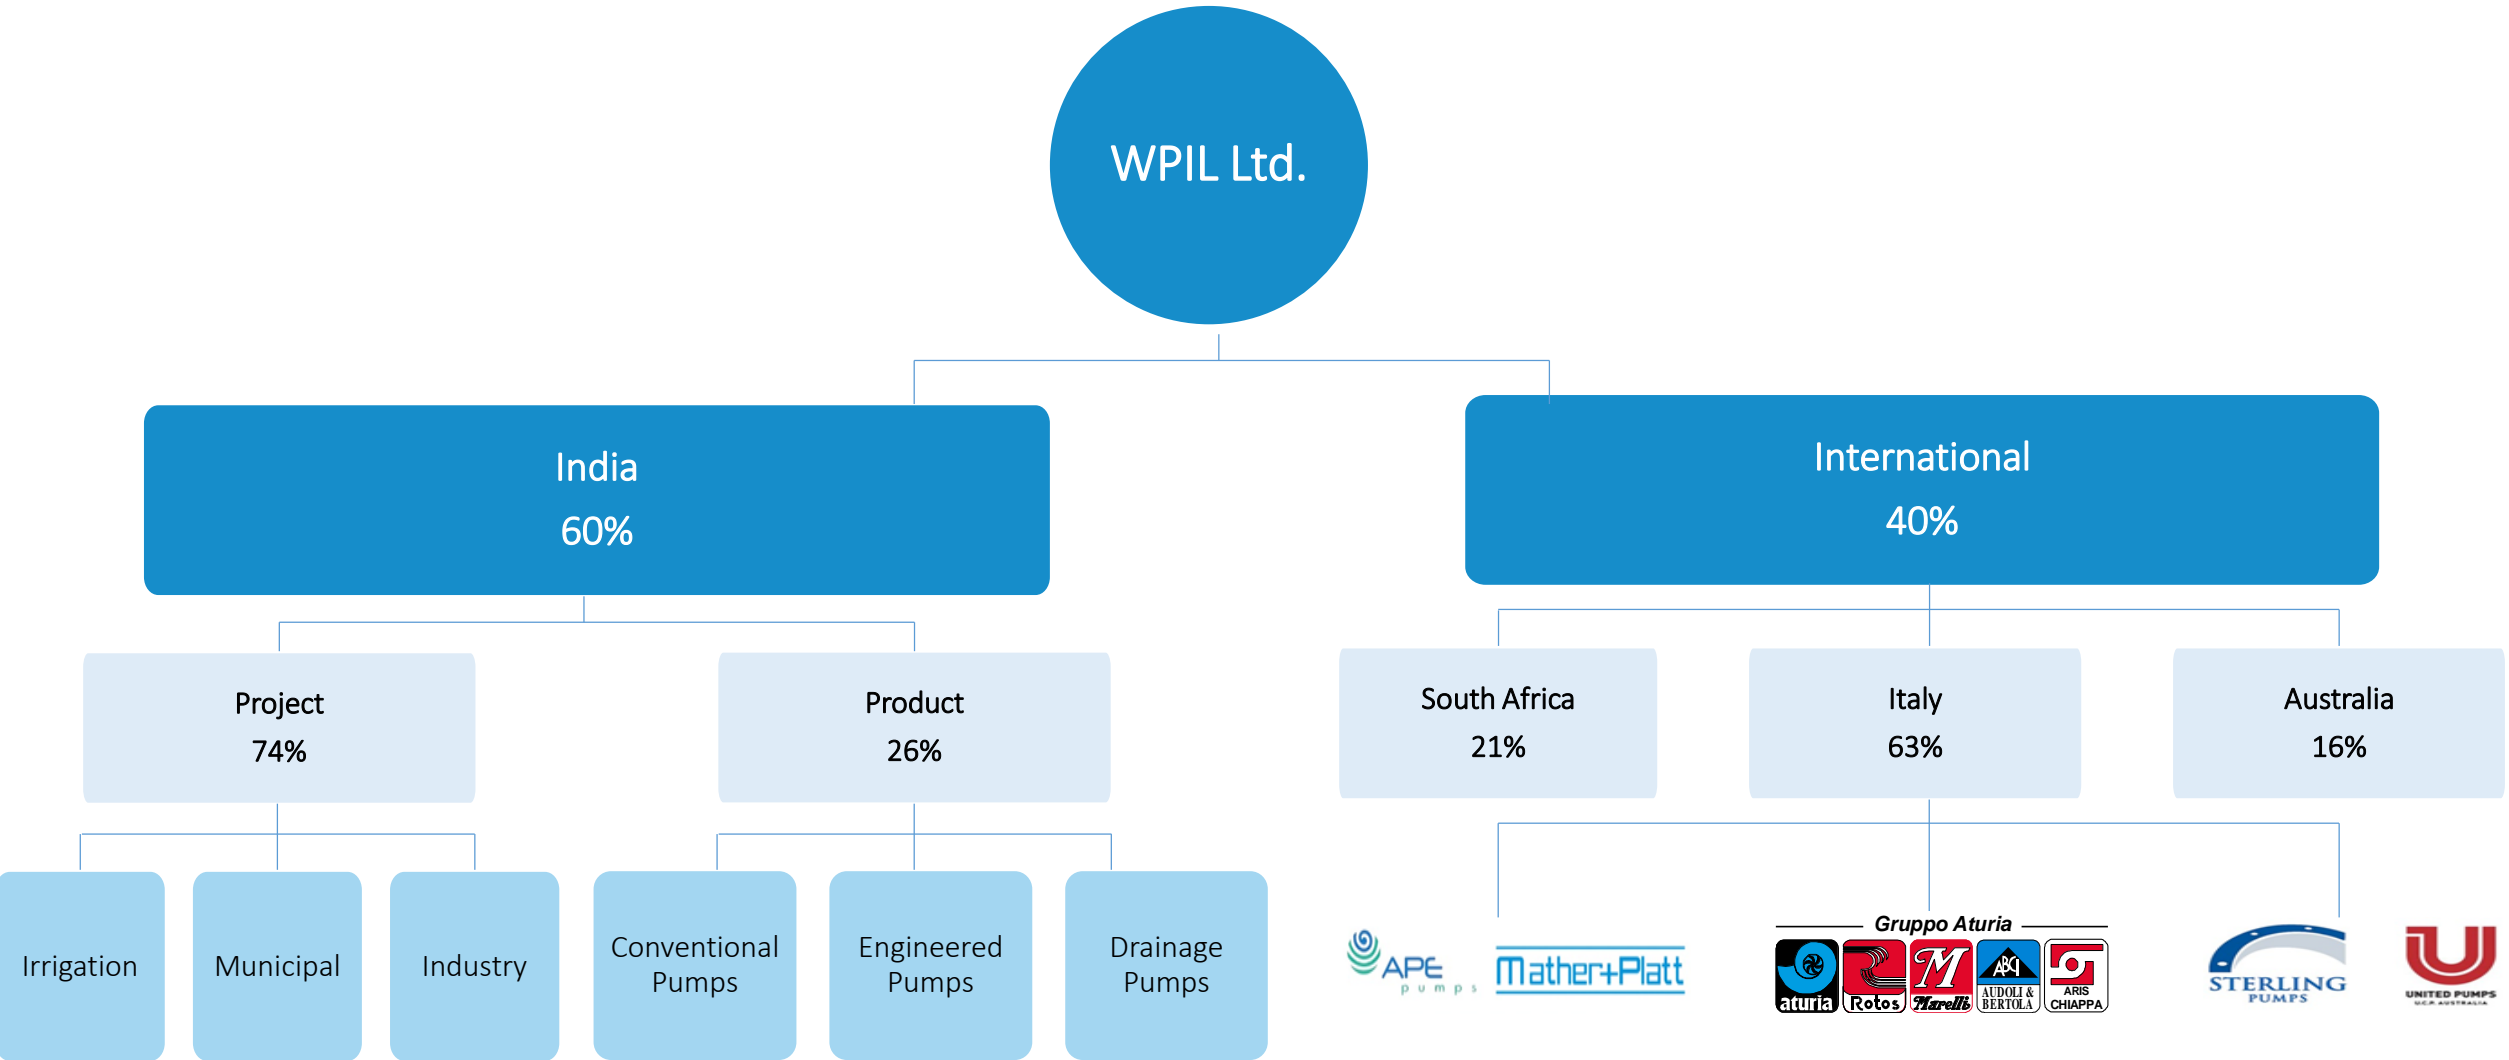 WPIL Ltd.
India
60%
International
40%
Project
74%
Product
26%
South Africa
21%
Italy
63%
Australia
16%
Irrigation
Municipal
Industry
Conventional
Pumps
Engineered
Pumps
Drainage
Pumps
APE
pumps
Mather+Platt
Gruppo Aturia
aturia
Rotos
M
Marelli
ABCI
AUDOLI &
BERTOLA
ARIS
CHIAPPA
STERLING
PUMPS
U
UNITED PUMPS
U.C.P. AUSTRALIA